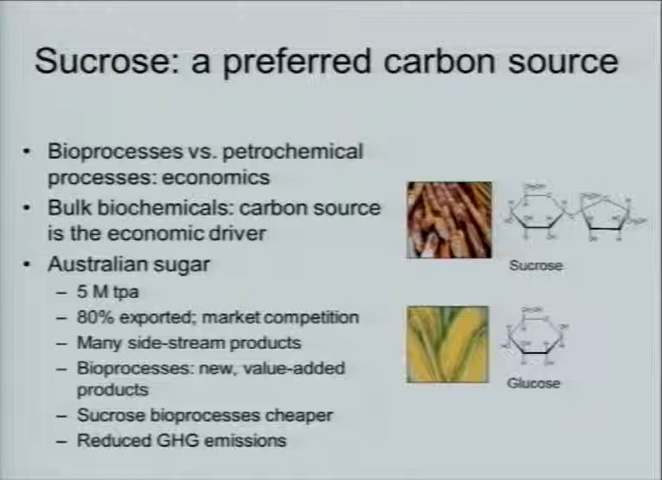 Sucrose: a preferred carbon source
• Bioprocesses vs. petrochemical
processes: economics
• Bulk biochemicals: carbon source
is the economic driver
• Australian sugar
– 5 M tpa
– 80% exported; market competition
– Many side-stream products
– Bioprocesses: new, value-added
products
– Sucrose bioprocesses cheaper
– Reduced GHG emissions
Sucrose
Glucose